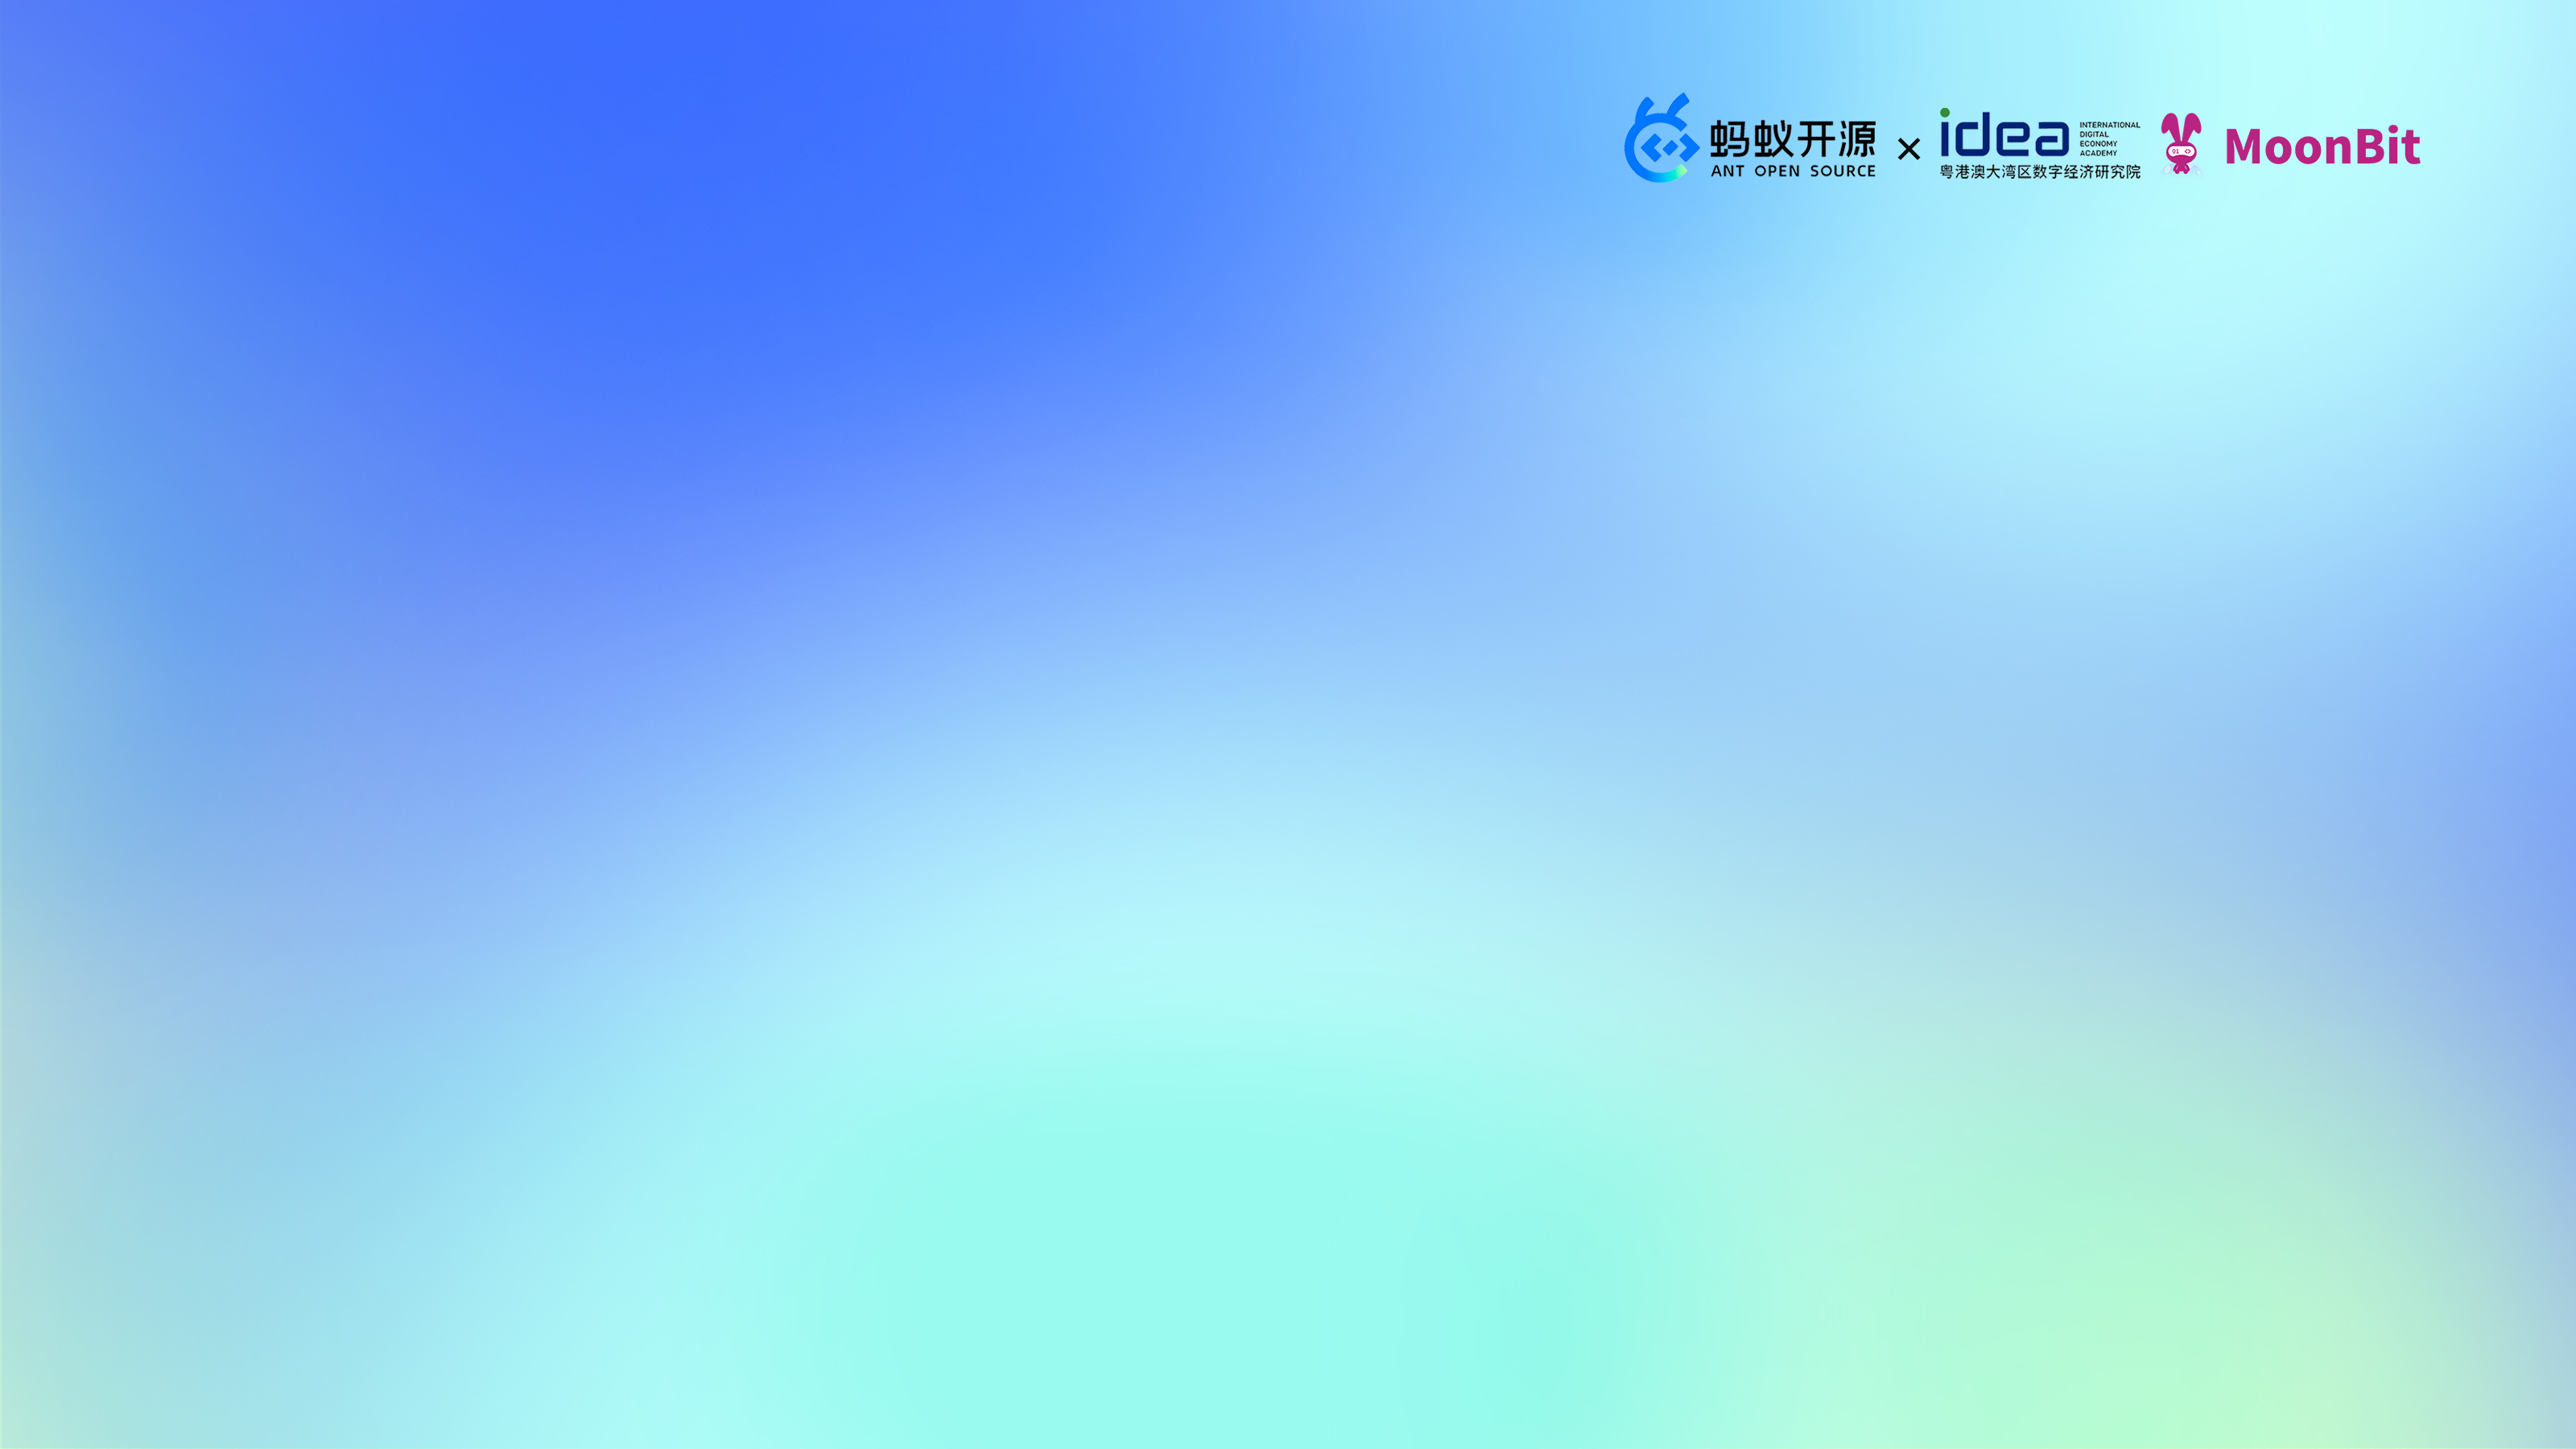 蚂蚁开源
ANT OPEN SOURCE
×
idea
INTERNATIONAL
DIGITAL
ECONOMY
ACADEMY
粤港澳大湾区数字经济研究院
01 <>
MoonBit